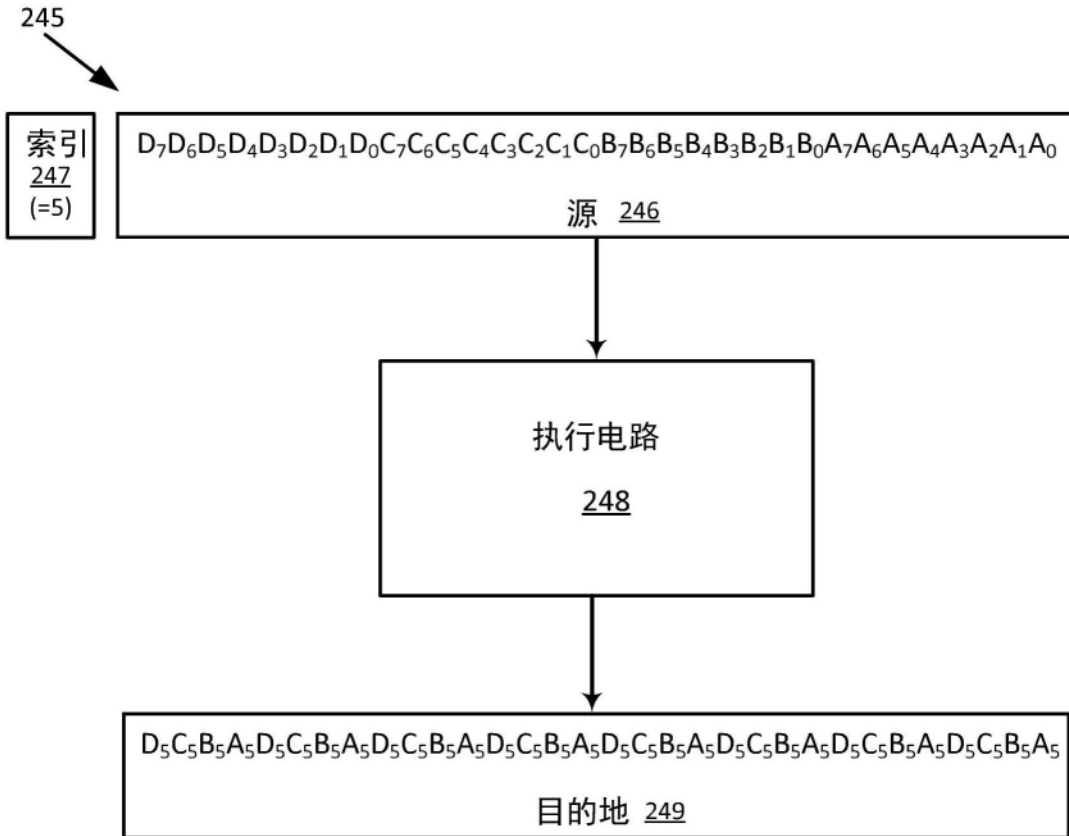 245
索引
247
(=5)
D₇D₆D₅D₄D₃D₂D₁D₀C₇C₆C₅C₄C₃C₂C₁C₀B₇B₆B₅B₄B₃B₂B₁B₀A₇A₆A₅A₄A₃A₂A₁A₀
源 246
执行电路
248
D₅C₅B₅A₅D₅C₅B₅A₅D₅C₅B₅A₅D₅C₅B₅A₅D₅C₅B₅A₅D₅C₅B₅A₅D₅C₅B₅A₅D₅C₅B₅A₅
目的地 249